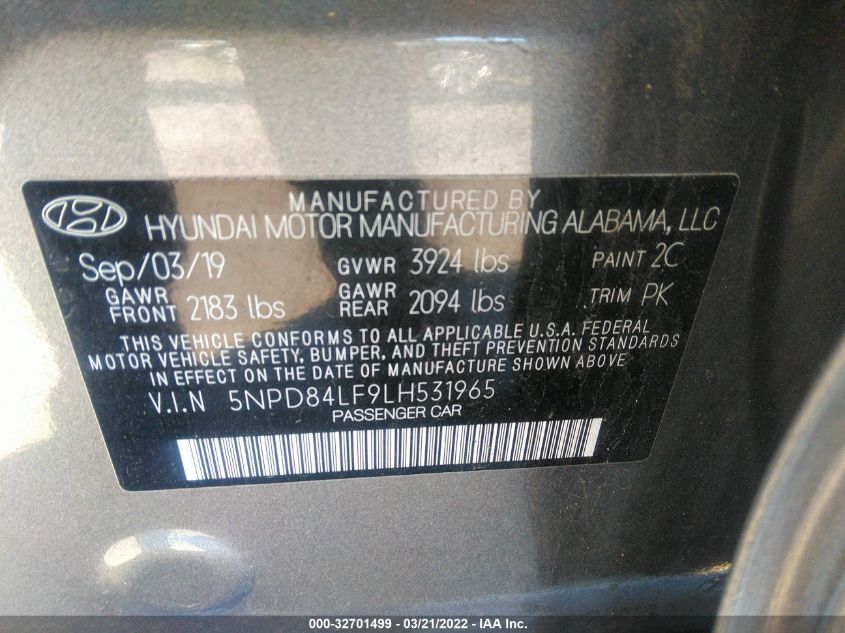 MANUFACTURED BY
HYUNDAI MOTOR MANUFACTURING ALABAMA, LLC
Sep/03/19 GVWR 3924 lbs PAINT 2C
GAWR FRONT 2183 lbs GAWR REAR 2094 lbs TRIM PK
THIS VEHICLE CONFORMS TO ALL APPLICABLE U.S.A. FEDERAL
MOTOR VEHICLE SAFETY, BUMPER, AND THEFT PREVENTION STANDARDS
IN EFFECT ON THE DATE OF MANUFACTURE SHOWN ABOVE
V.I.N 5NPD84LF9LH531965
PASSENGER CAR
000-32701499 - 03/21/2022 - IAA Inc.